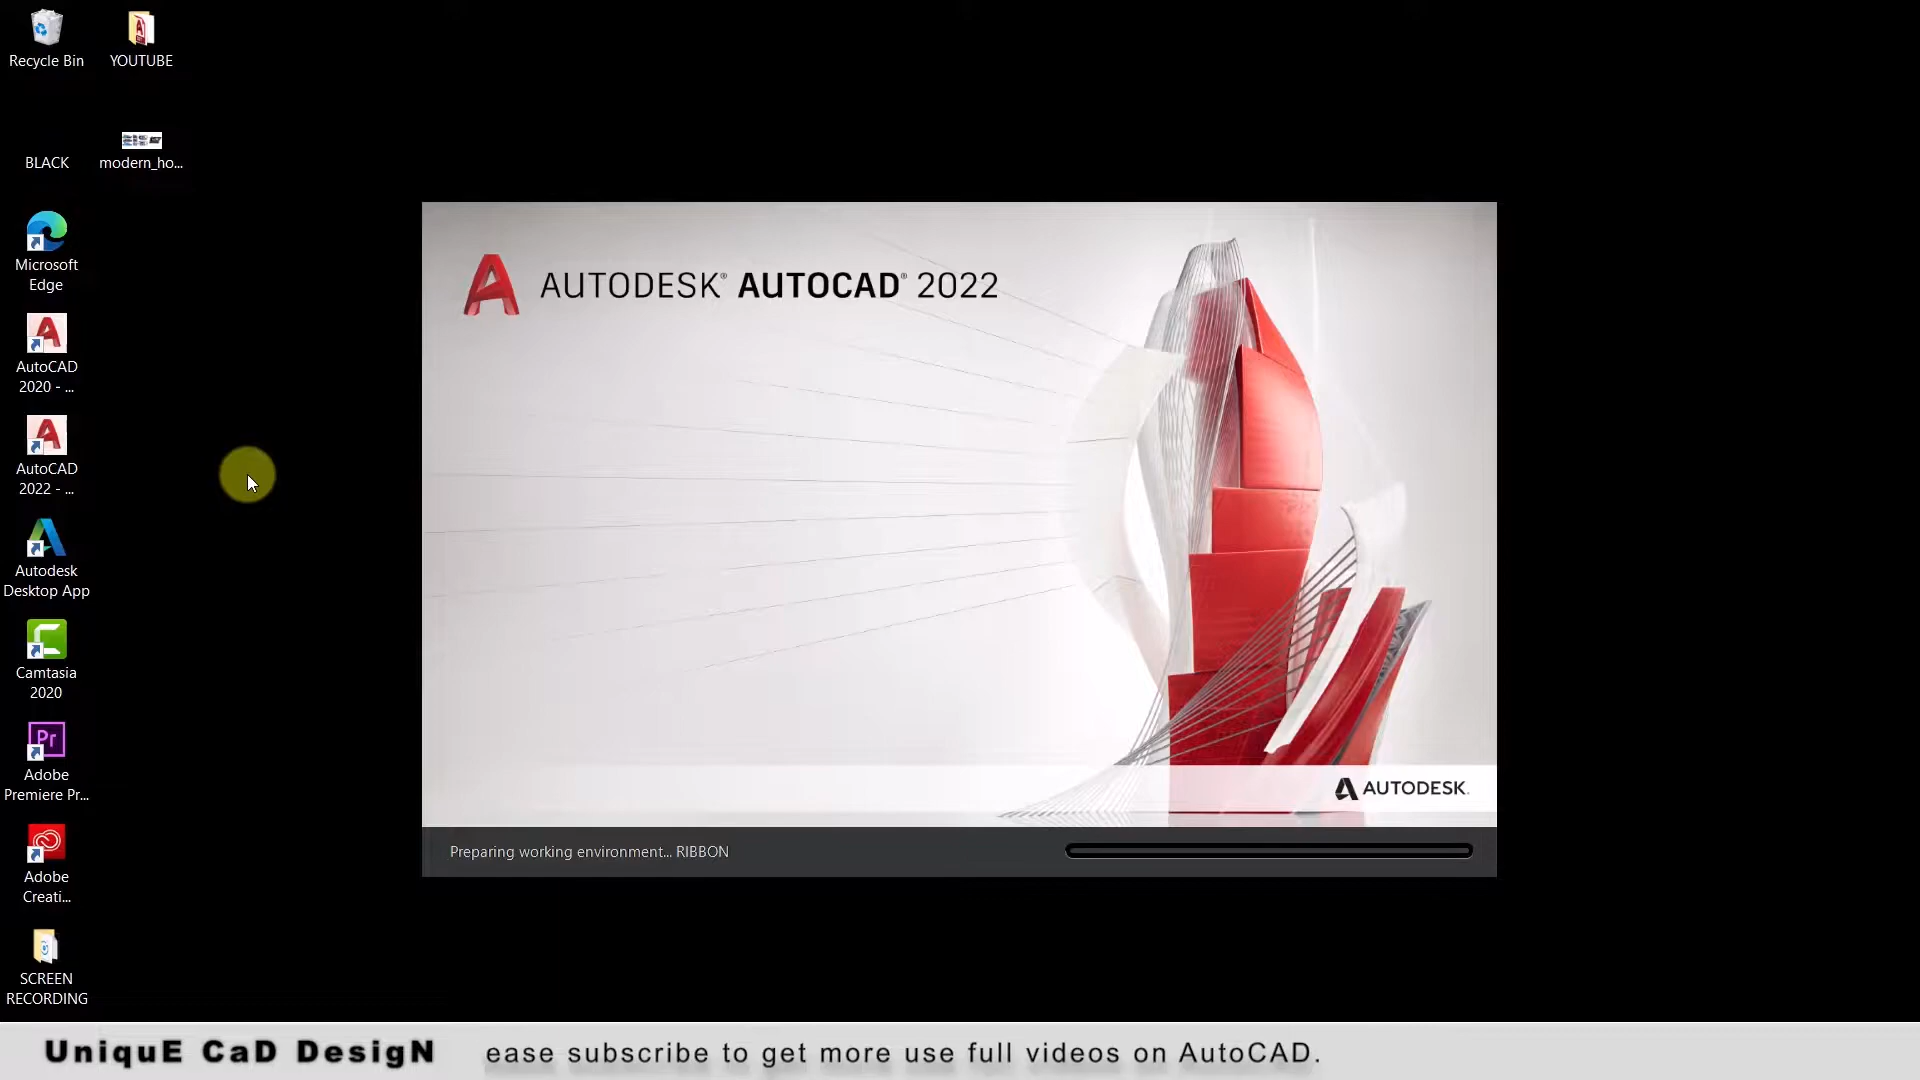 Recycle Bin
YOUTUBE
BLACK
modern_ho...
Microsoft
Edge
AutoCAD
2020 - ...
AutoCAD
2022 - ...
Autodesk
Desktop App
Camtasia
2020
Pr
Adobe
Premiere Pr...
Adobe
Creati...
SCREEN
RECORDING
AUTODESK® AUTOCAD® 2022
AUTODESK.
Preparing working environment... RIBBON
UniquE CaD DesigN
ease subscribe to get more use full videos on AutoCAD.